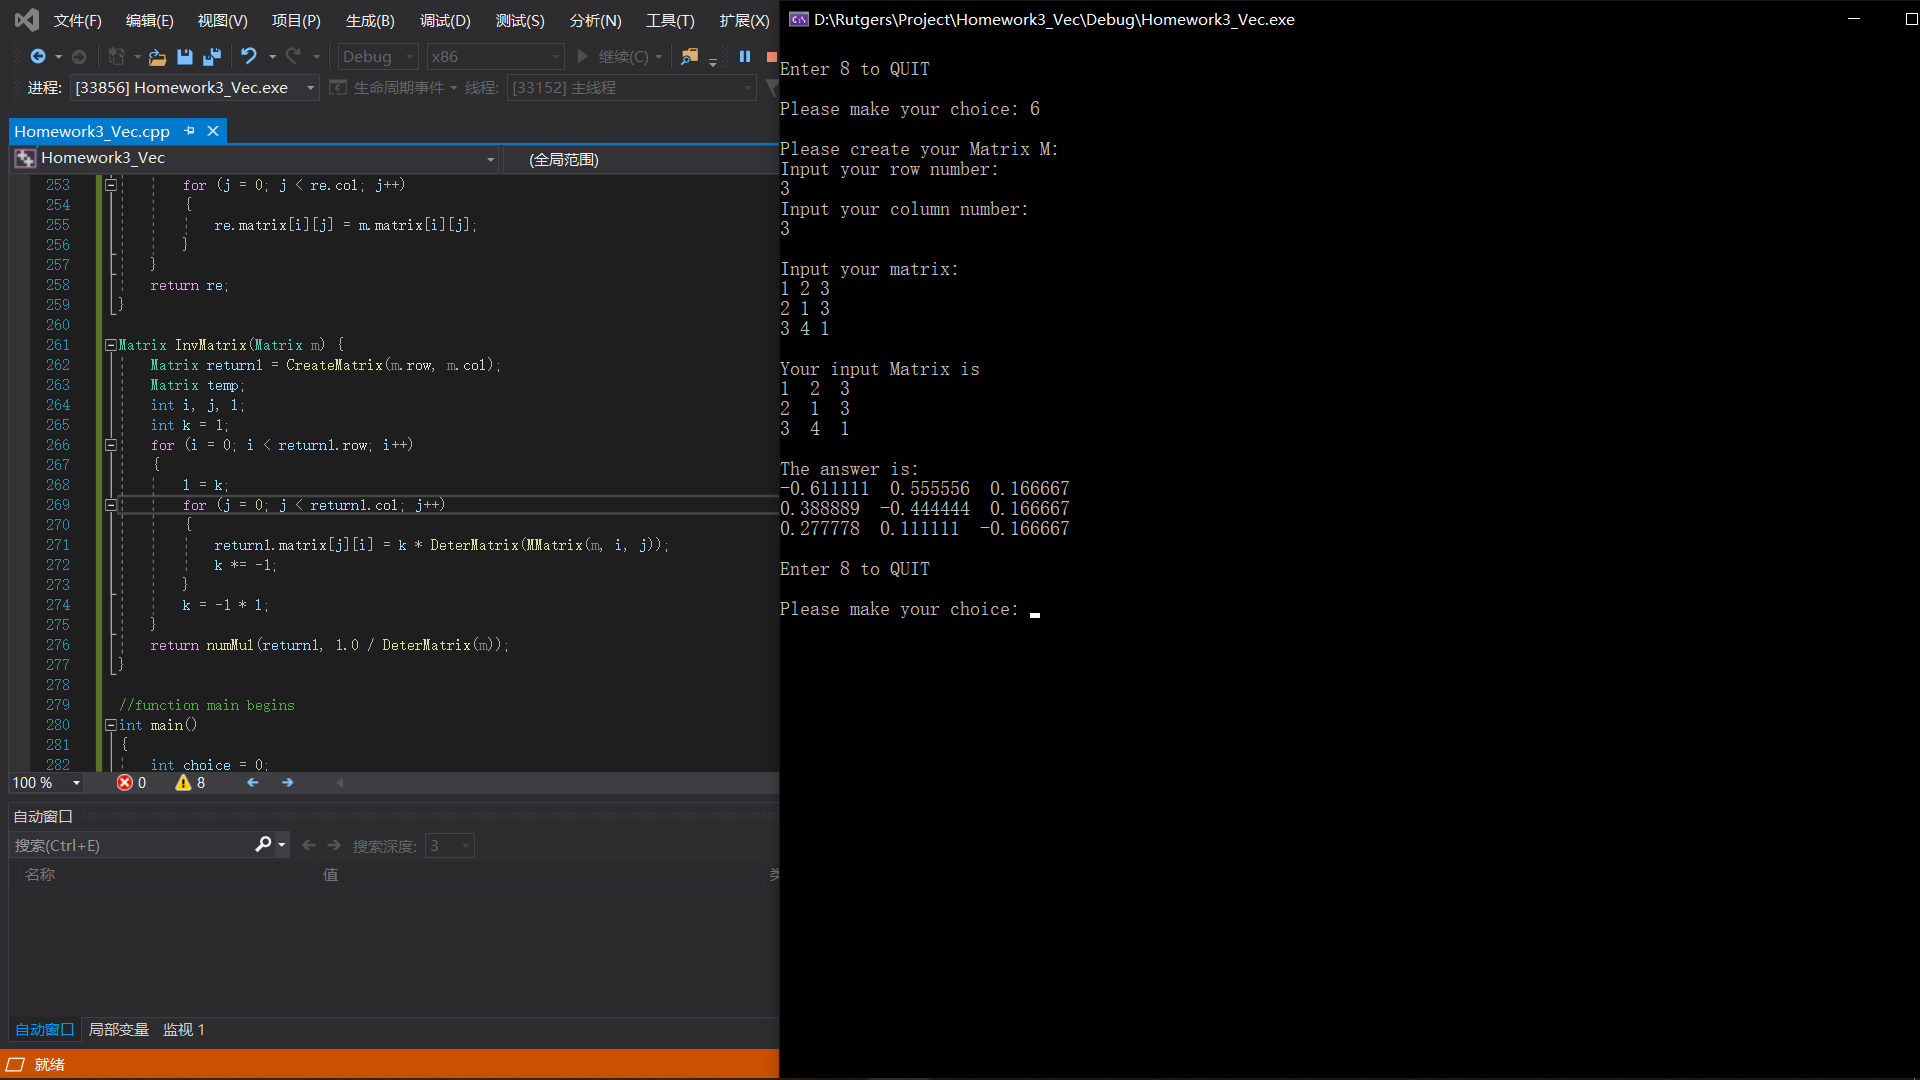 文件(F) 编辑(E) 视图(V) 项目(P) 生成(B) 调试(D) 测试(S) 分析(N) 工具(T) 扩展(X)
Debug x86 继续(C)
进程: [33856] Homework3_Vec.exe 生命周期事件 线程: [33152] 主线程
Homework3_Vec.cpp
Homework3_Vec (全局范围)
253 for (j = 0; j < re.col; j++)
254 {
255 re.matrix[i][j] = m.matrix[i][j];
256 }
257 }
258 return re;
259 }
260
261 Matrix InvMatrix(Matrix m) {
262 Matrix return1 = CreateMatrix(m.row, m.col);
263 Matrix temp;
264 int i, j, l;
265 int k = 1;
266 for (i = 0; i < return1.row; i++)
267 {
268 l = k;
269 for (j = 0; j < return1.col; j++)
270 {
271 return1.matrix[j][i] = k * DeterMatrix(MMatrix(m, i, j));
272 k *= -1;
273 }
274 k = -1 * l;
275 }
276 return numMul(return1, 1.0 / DeterMatrix(m));
277 }
278
279 //function main begins
280 int main()
281 {
282 int choice = 0;
100 % 0 8
自动窗口
搜索(Ctrl+E) 搜索深度: 3
名称 值
自动窗口 局部变量 监视 1
就绪
D:\Rutgers\Project\Homework3_Vec\Debug\Homework3_Vec.exe
Enter 8 to QUIT
Please make your choice: 6
Please create your Matrix M:
Input your row number:
3
Input your column number:
3
Input your matrix:
1 2 3
2 1 3
3 4 1
Your input Matrix is
1 2 3
2 1 3
3 4 1
The answer is:
-0.611111 0.555556 0.166667
0.388889 -0.444444 0.166667
0.277778 0.111111 -0.166667
Enter 8 to QUIT
Please make your choice: